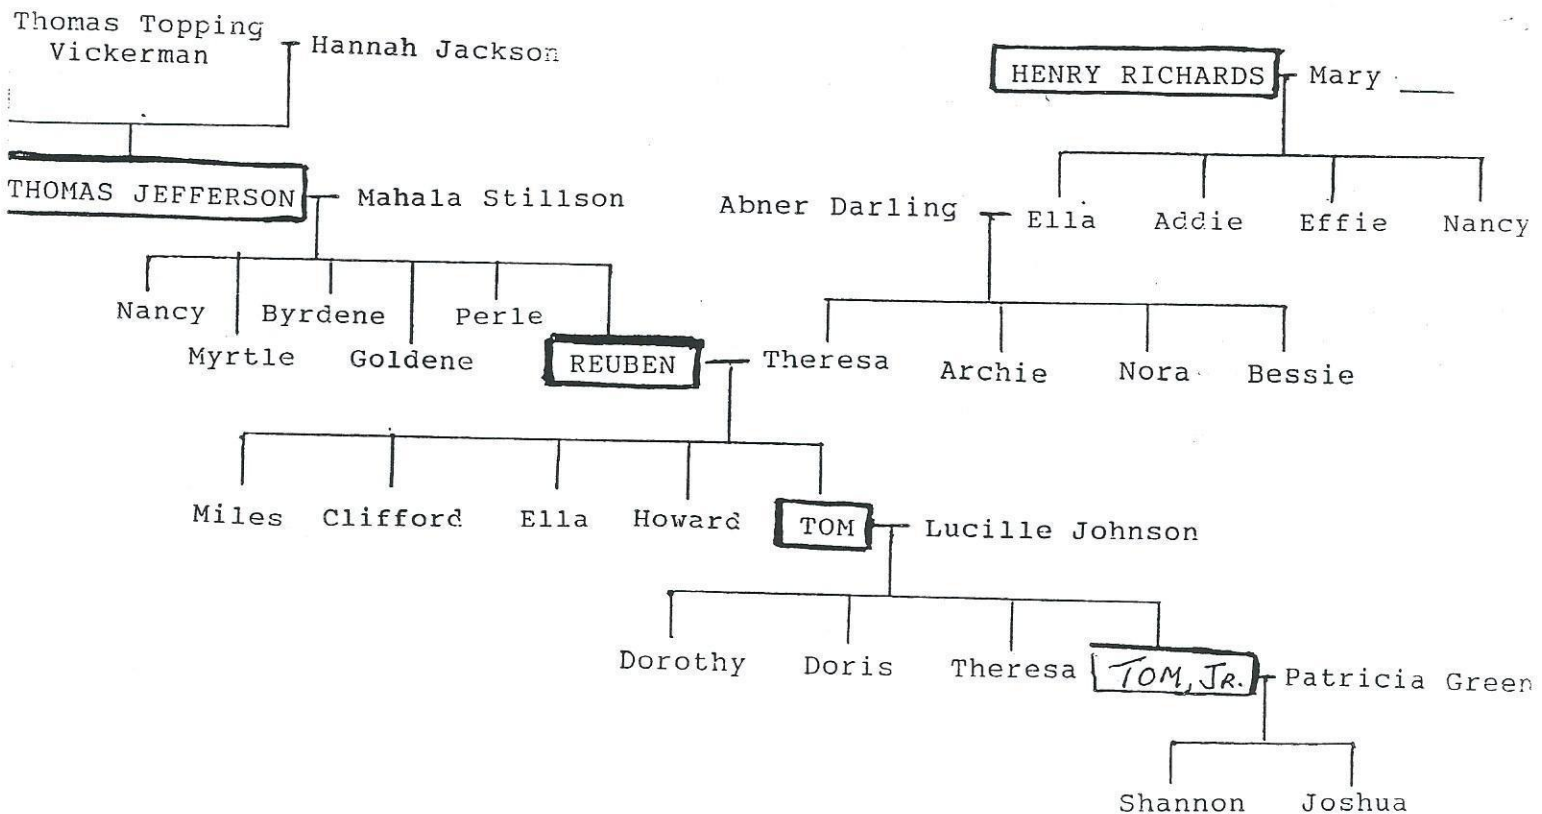 Thomas Topping
Vickerman
Hannah Jackson
HENRY RICHARDS
Mary ___
THOMAS JEFFERSON
Mahala Stillson
Abner Darling
Ella
Addie
Effie
Nancy
Nancy
Byrdene
Perle
Myrtle
Goldene
REUBEN
Theresa
Archie
Nora
Bessie
Miles
Clifford
Ella
Howard
TOM
Lucille Johnson
Dorothy
Doris
Theresa
TOM, JR.
Patricia Green
Shannon
Joshua